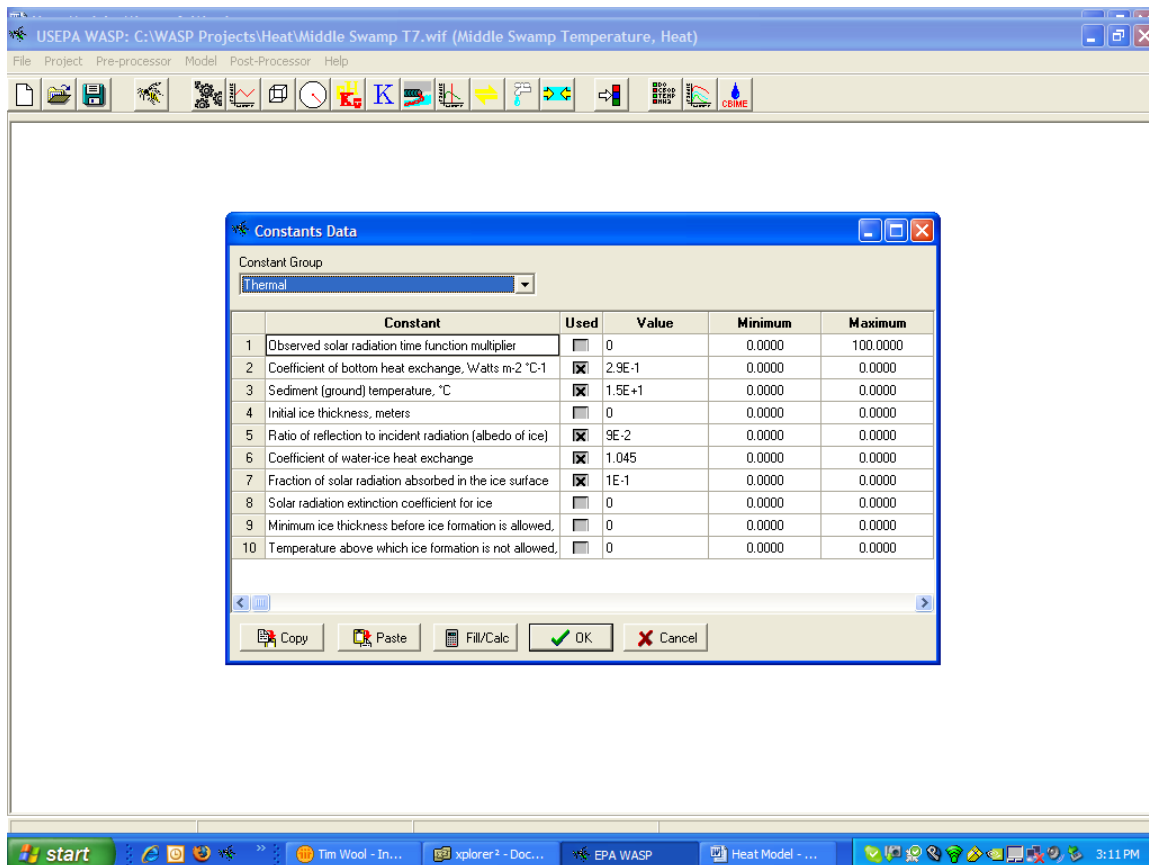 USEPA WASP: C:\WASP Projects\Heat\Middle Swamp T7.wif (Middle Swamp Temperature, Heat)
File Project Pre-processor Model Post-Processor Help
K
CBIME
Constants Data
Constant Group
Thermal
Constant Used Value Minimum Maximum
1 Observed solar radiation time function multiplier 0 0.0000 100.0000
2 Coefficient of bottom heat exchange, Watts m-2 °C-1 2.9E-1 0.0000 0.0000
3 Sediment (ground) temperature, °C 1.5E+1 0.0000 0.0000
4 Initial ice thickness, meters 0 0.0000 0.0000
5 Ratio of reflection to incident radiation (albedo of ice) 9E-2 0.0000 0.0000
6 Coefficient of water-ice heat exchange 1.045 0.0000 0.0000
7 Fraction of solar radiation absorbed in the ice surface 1E-1 0.0000 0.0000
8 Solar radiation extinction coefficient for ice 0 0.0000 0.0000
9 Minimum ice thickness before ice formation is allowed, 0 0.0000 0.0000
10 Temperature above which ice formation is not allowed, 0 0.0000 0.0000
Copy Paste Fill/Calc OK Cancel
start Tim Wool - In... xplorer² - Doc... EPA WASP Heat Model - ... 3:11 PM